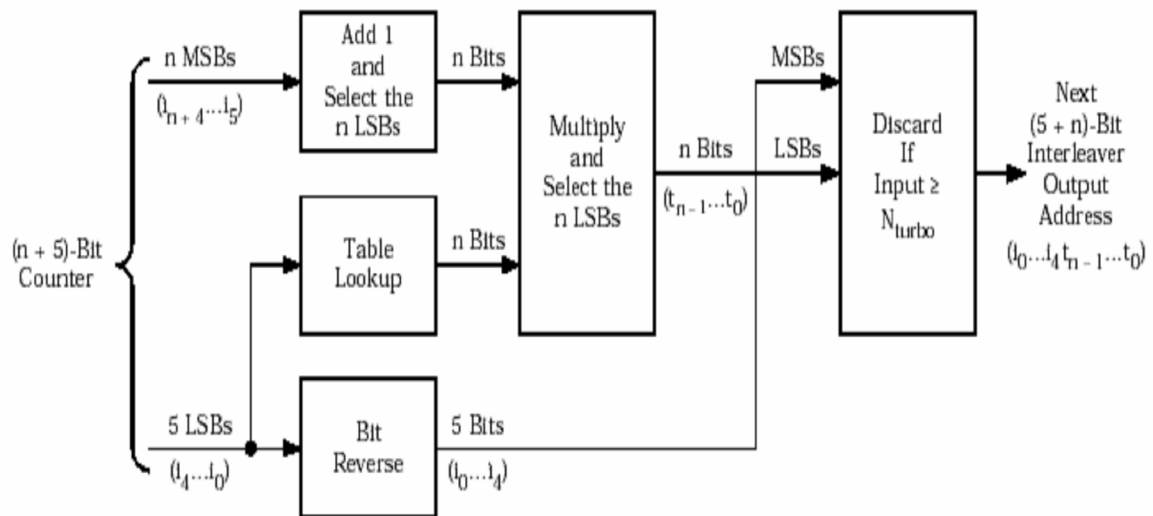 n MSBs
(i_{n + 4}...i_5)
Add 1
and
Select the
n LSBs
n Bits
Multiply
and
Select the
n LSBs
n Bits
(t_{n–1}...t_0)
MSBs
LSBs
Discard
If
Input ≥
N_{turbo}
Next
(5 + n)-Bit
Interleaver
Output
Address
(i_0...i_4 t_{n – 1}...t_0)
(n + 5)-Bit
Counter
Table
Lookup
n Bits
5 LSBs
(i_4...i_0)
Bit
Reverse
5 Bits
(i_0...i_4)